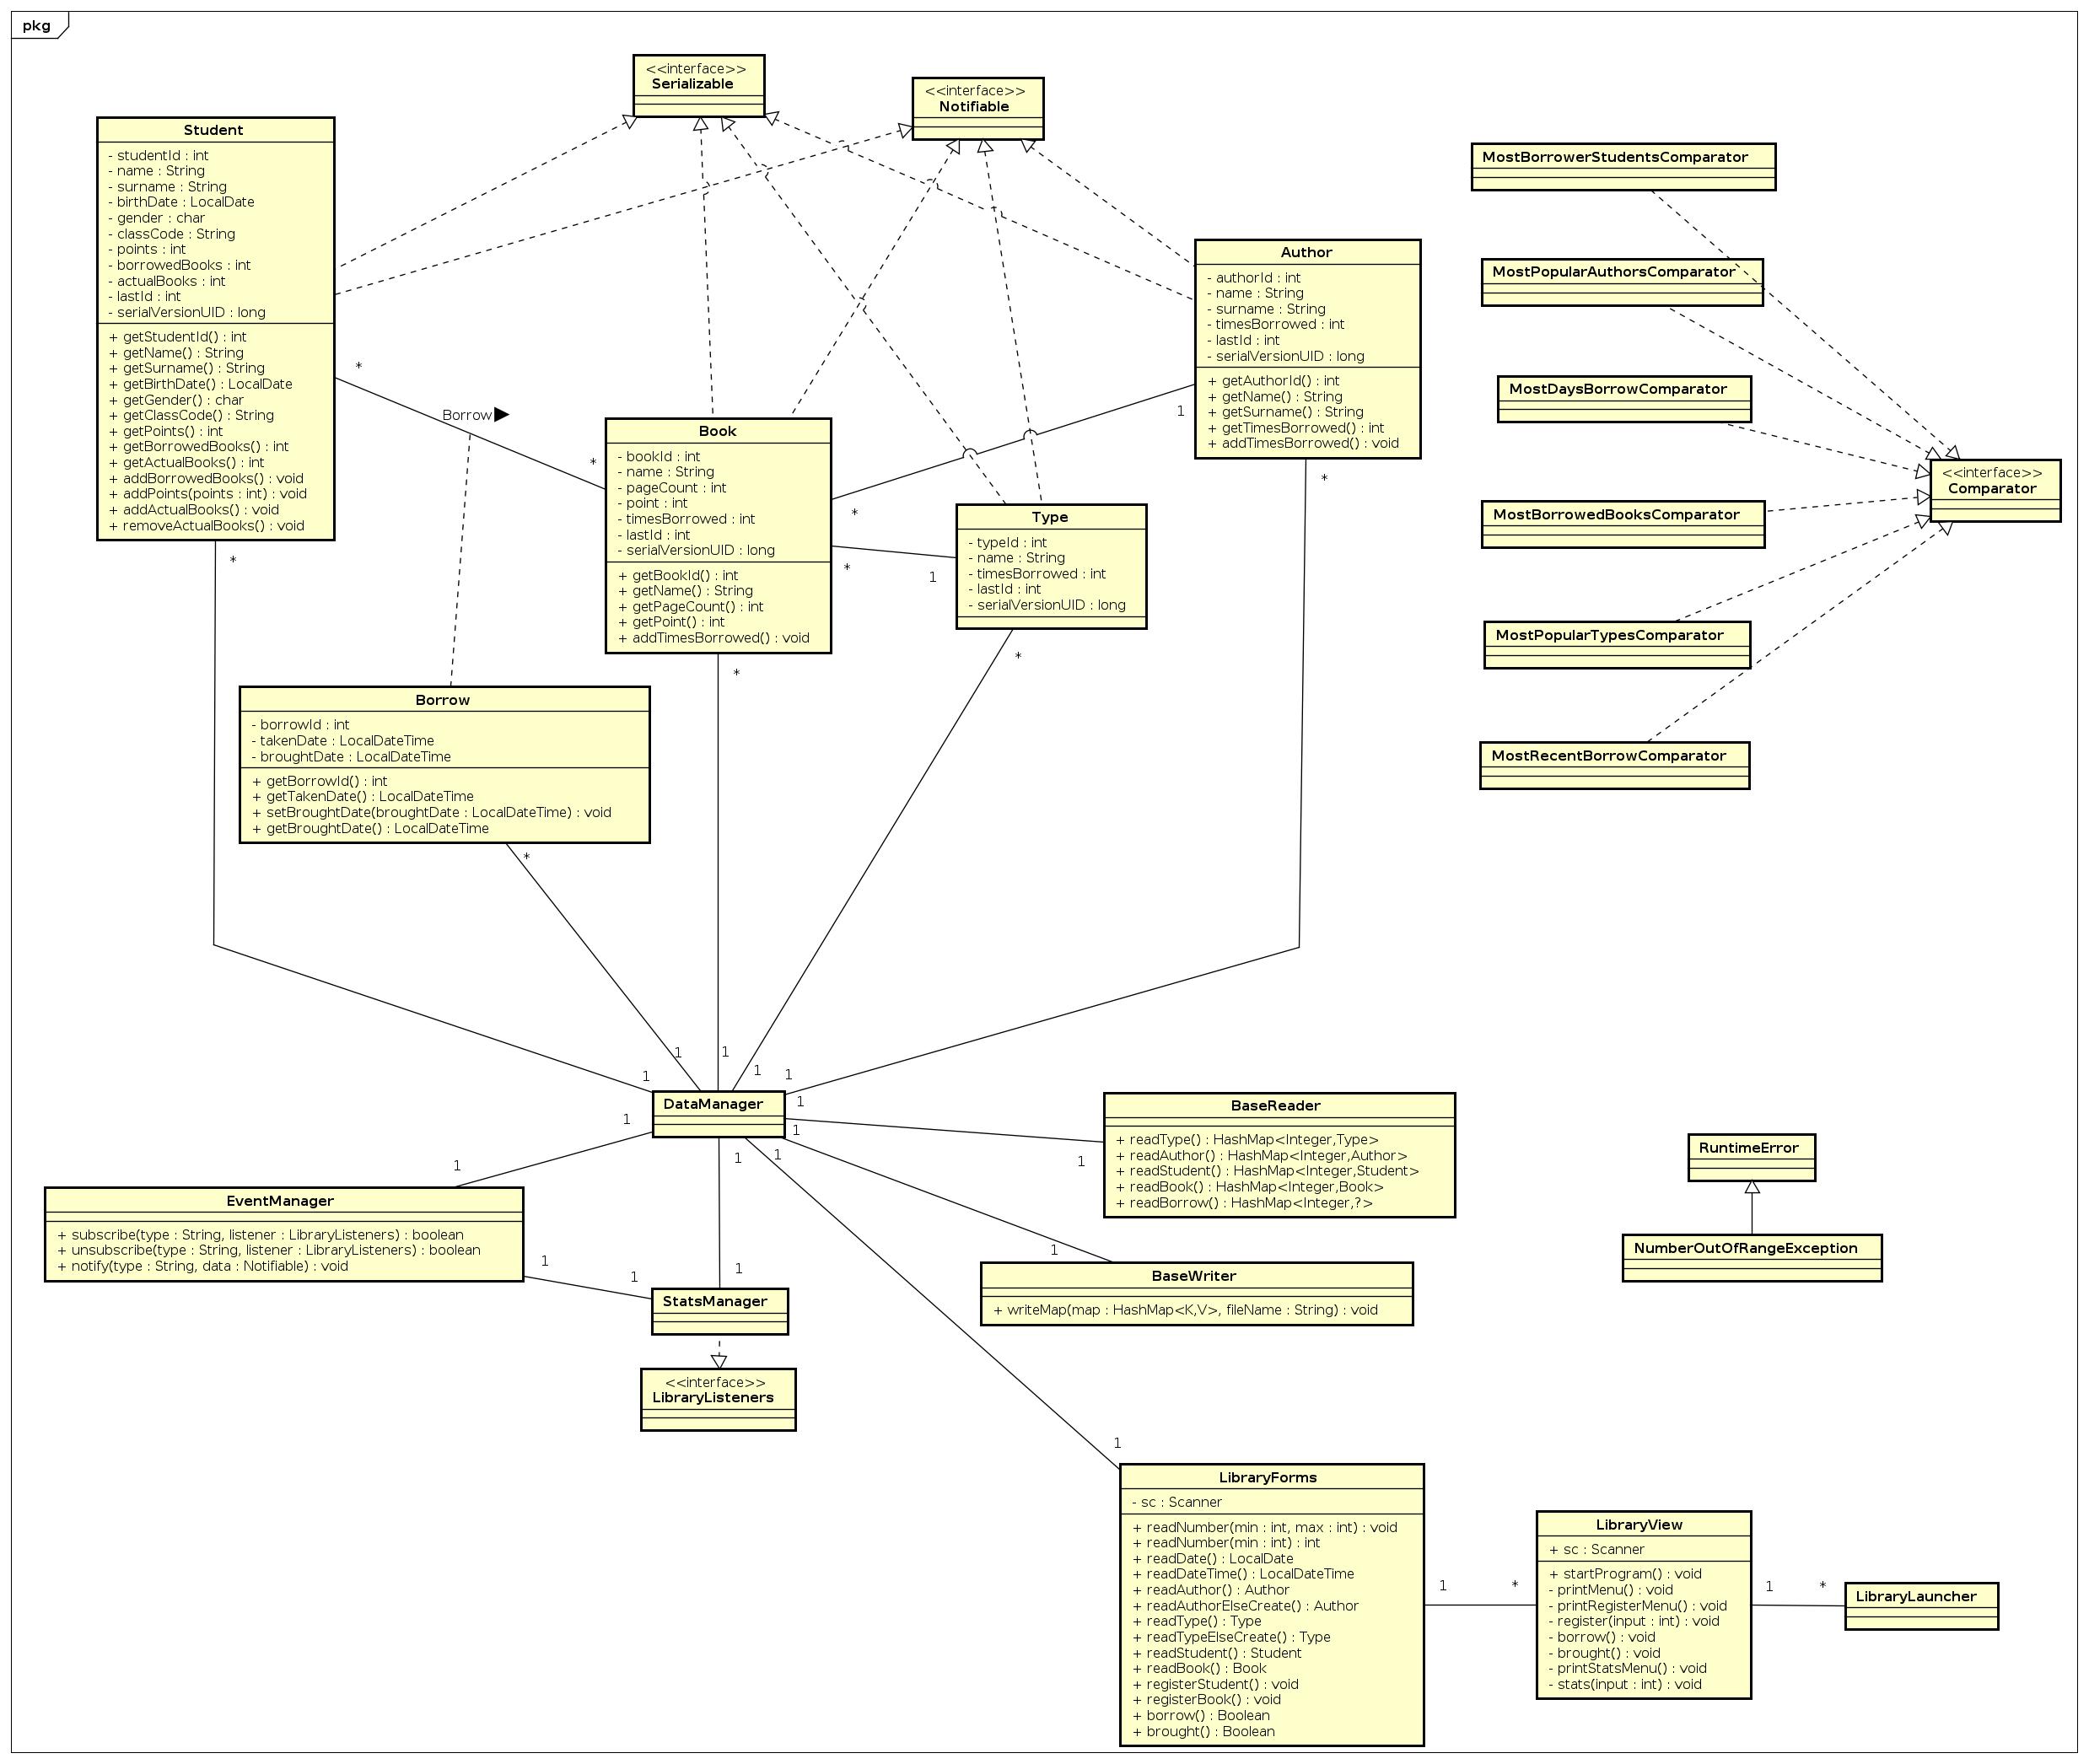 pkg
<<interface>>
Serializable
<<interface>>
Notifiable
Student
- studentId : int
- name : String
- surname : String
- birthDate : LocalDate
- gender : char
- classCode : String
- points : int
- borrowedBooks : int
- actualBooks : int
- lastId : int
- serialVersionUID : long
+ getStudentId() : int
+ getName() : String
+ getSurname() : String
+ getBirthDate() : LocalDate
+ getGender() : char
+ getClassCode() : String
+ getPoints() : int
+ getBorrowedBooks() : int
+ getActualBooks() : int
+ addBorrowedBooks() : void
+ addPoints(points : int) : void
+ addActualBooks() : void
+ removeActualBooks() : void
*
Borrow
*
*
Book
- bookId : int
- name : String
- pageCount : int
- point : int
- timesBorrowed : int
- lastId : int
- serialVersionUID : long
+ getBookId() : int
+ getName() : String
+ getPageCount() : int
+ getPoint() : int
+ addTimesBorrowed() : void
*
*
1
1
*
Type
- typeId : int
- name : String
- timesBorrowed : int
- lastId : int
- serialVersionUID : long
*
Author
- authorId : int
- name : String
- surname : String
- timesBorrowed : int
- lastId : int
- serialVersionUID : long
+ getAuthorId() : int
+ getName() : String
+ getSurname() : String
+ getTimesBorrowed() : int
+ addTimesBorrowed() : void
*
MostBorrowerStudentsComparator
MostPopularAuthorsComparator
MostDaysBorrowComparator
<<interface>>
Comparator
MostBorrowedBooksComparator
MostPopularTypesComparator
MostRecentBorrowComparator
Borrow
- borrowId : int
- takenDate : LocalDateTime
- broughtDate : LocalDateTime
+ getBorrowId() : int
+ getTakenDate() : LocalDateTime
+ setBroughtDate(broughtDate : LocalDateTime) : void
+ getBroughtDate() : LocalDateTime
*
1
1
1
1
1
DataManager
1
1
1
1
1
1
EventManager
+ subscribe(type : String, listener : LibraryListeners) : boolean
+ unsubscribe(type : String, listener : LibraryListeners) : boolean
+ notify(type : String, data : Notifiable) : void
1
1
1
StatsManager
<<interface>>
LibraryListeners
1
BaseReader
+ readType() : HashMap<Integer,Type>
+ readAuthor() : HashMap<Integer,Author>
+ readStudent() : HashMap<Integer,Student>
+ readBook() : HashMap<Integer,Book>
+ readBorrow() : HashMap<Integer,?>
1
BaseWriter
+ writeMap(map : HashMap<K,V>, fileName : String) : void
RuntimeError
NumberOutOfRangeException
1
LibraryForms
- sc : Scanner
+ readNumber(min : int, max : int) : void
+ readNumber(min : int) : int
+ readDate() : LocalDate
+ readDateTime() : LocalDateTime
+ readAuthor() : Author
+ readAuthorElseCreate() : Author
+ readType() : Type
+ readTypeElseCreate() : Type
+ readStudent() : Student
+ readBook() : Book
+ registerStudent() : void
+ registerBook() : void
+ borrow() : Boolean
+ brought() : Boolean
1
*
LibraryView
+ sc : Scanner
+ startProgram() : void
- printMenu() : void
- printRegisterMenu() : void
- register(input : int) : void
- borrow() : void
- brought() : void
- printStatsMenu() : void
- stats(input : int) : void
1
*
LibraryLauncher